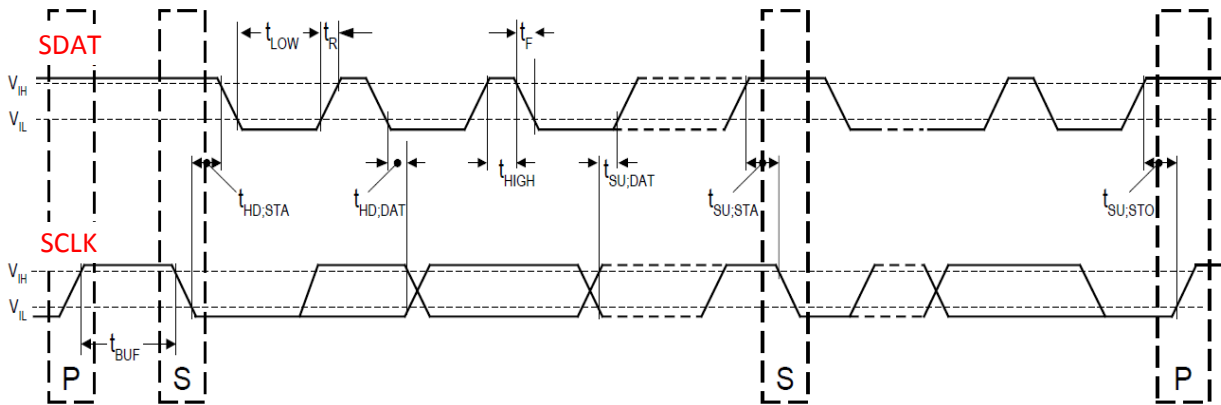 SDAT
tLOW
tR
tF
VIH
VIL
tHD;STA
tHD;DAT
tHIGH
tSU;DAT
tSU;STA
tSU;STO
SCLK
VIH
VIL
tBUF
P
S
S
P